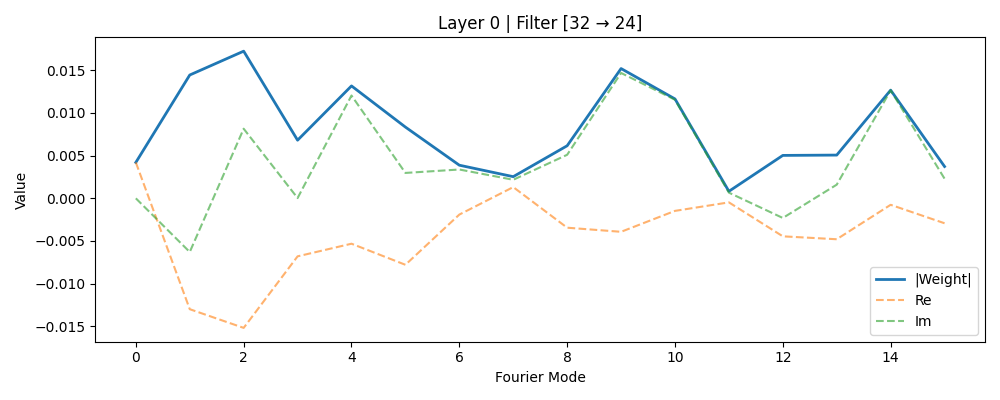 Layer 0 | Filter [32 → 24]
Value
0.015
0.010
0.005
0.000
−0.005
−0.010
−0.015
0 2 4 6 8 10 12 14
Fourier Mode
|Weight|
Re
Im